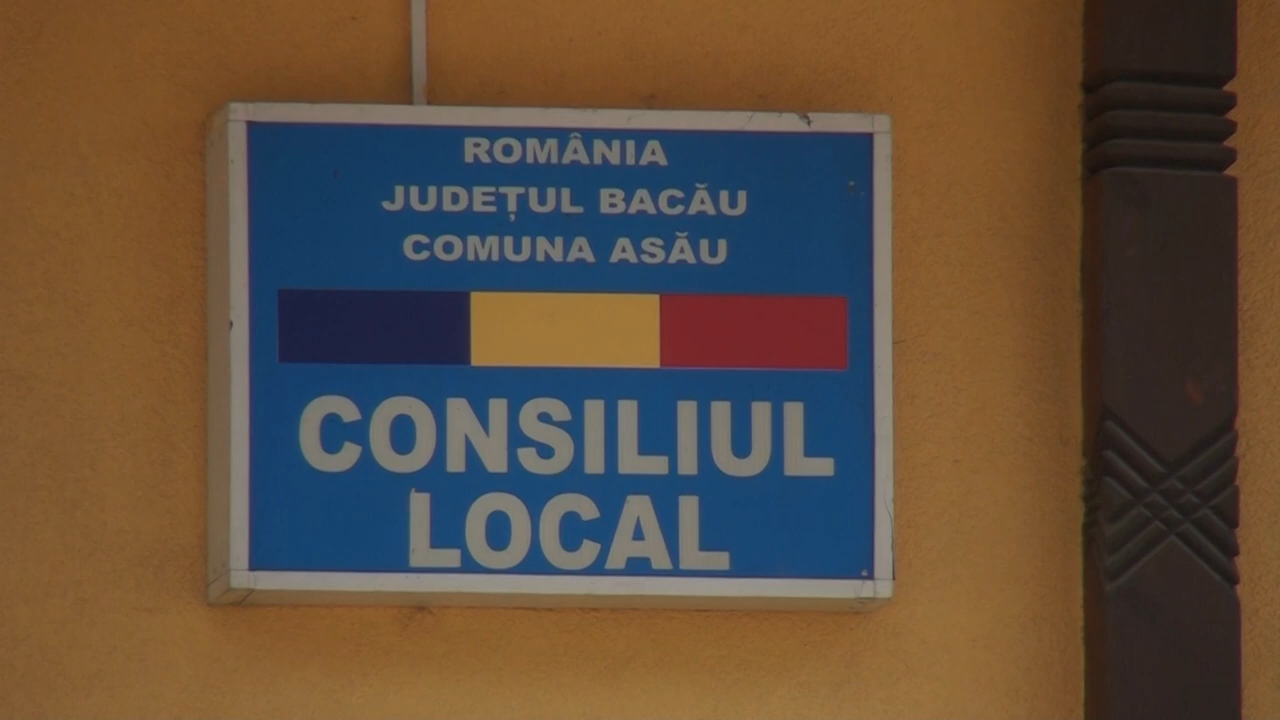 ROMÂNIA
JUDEȚUL BACĂU
COMUNA ASĂU
CONSILIUL
LOCAL